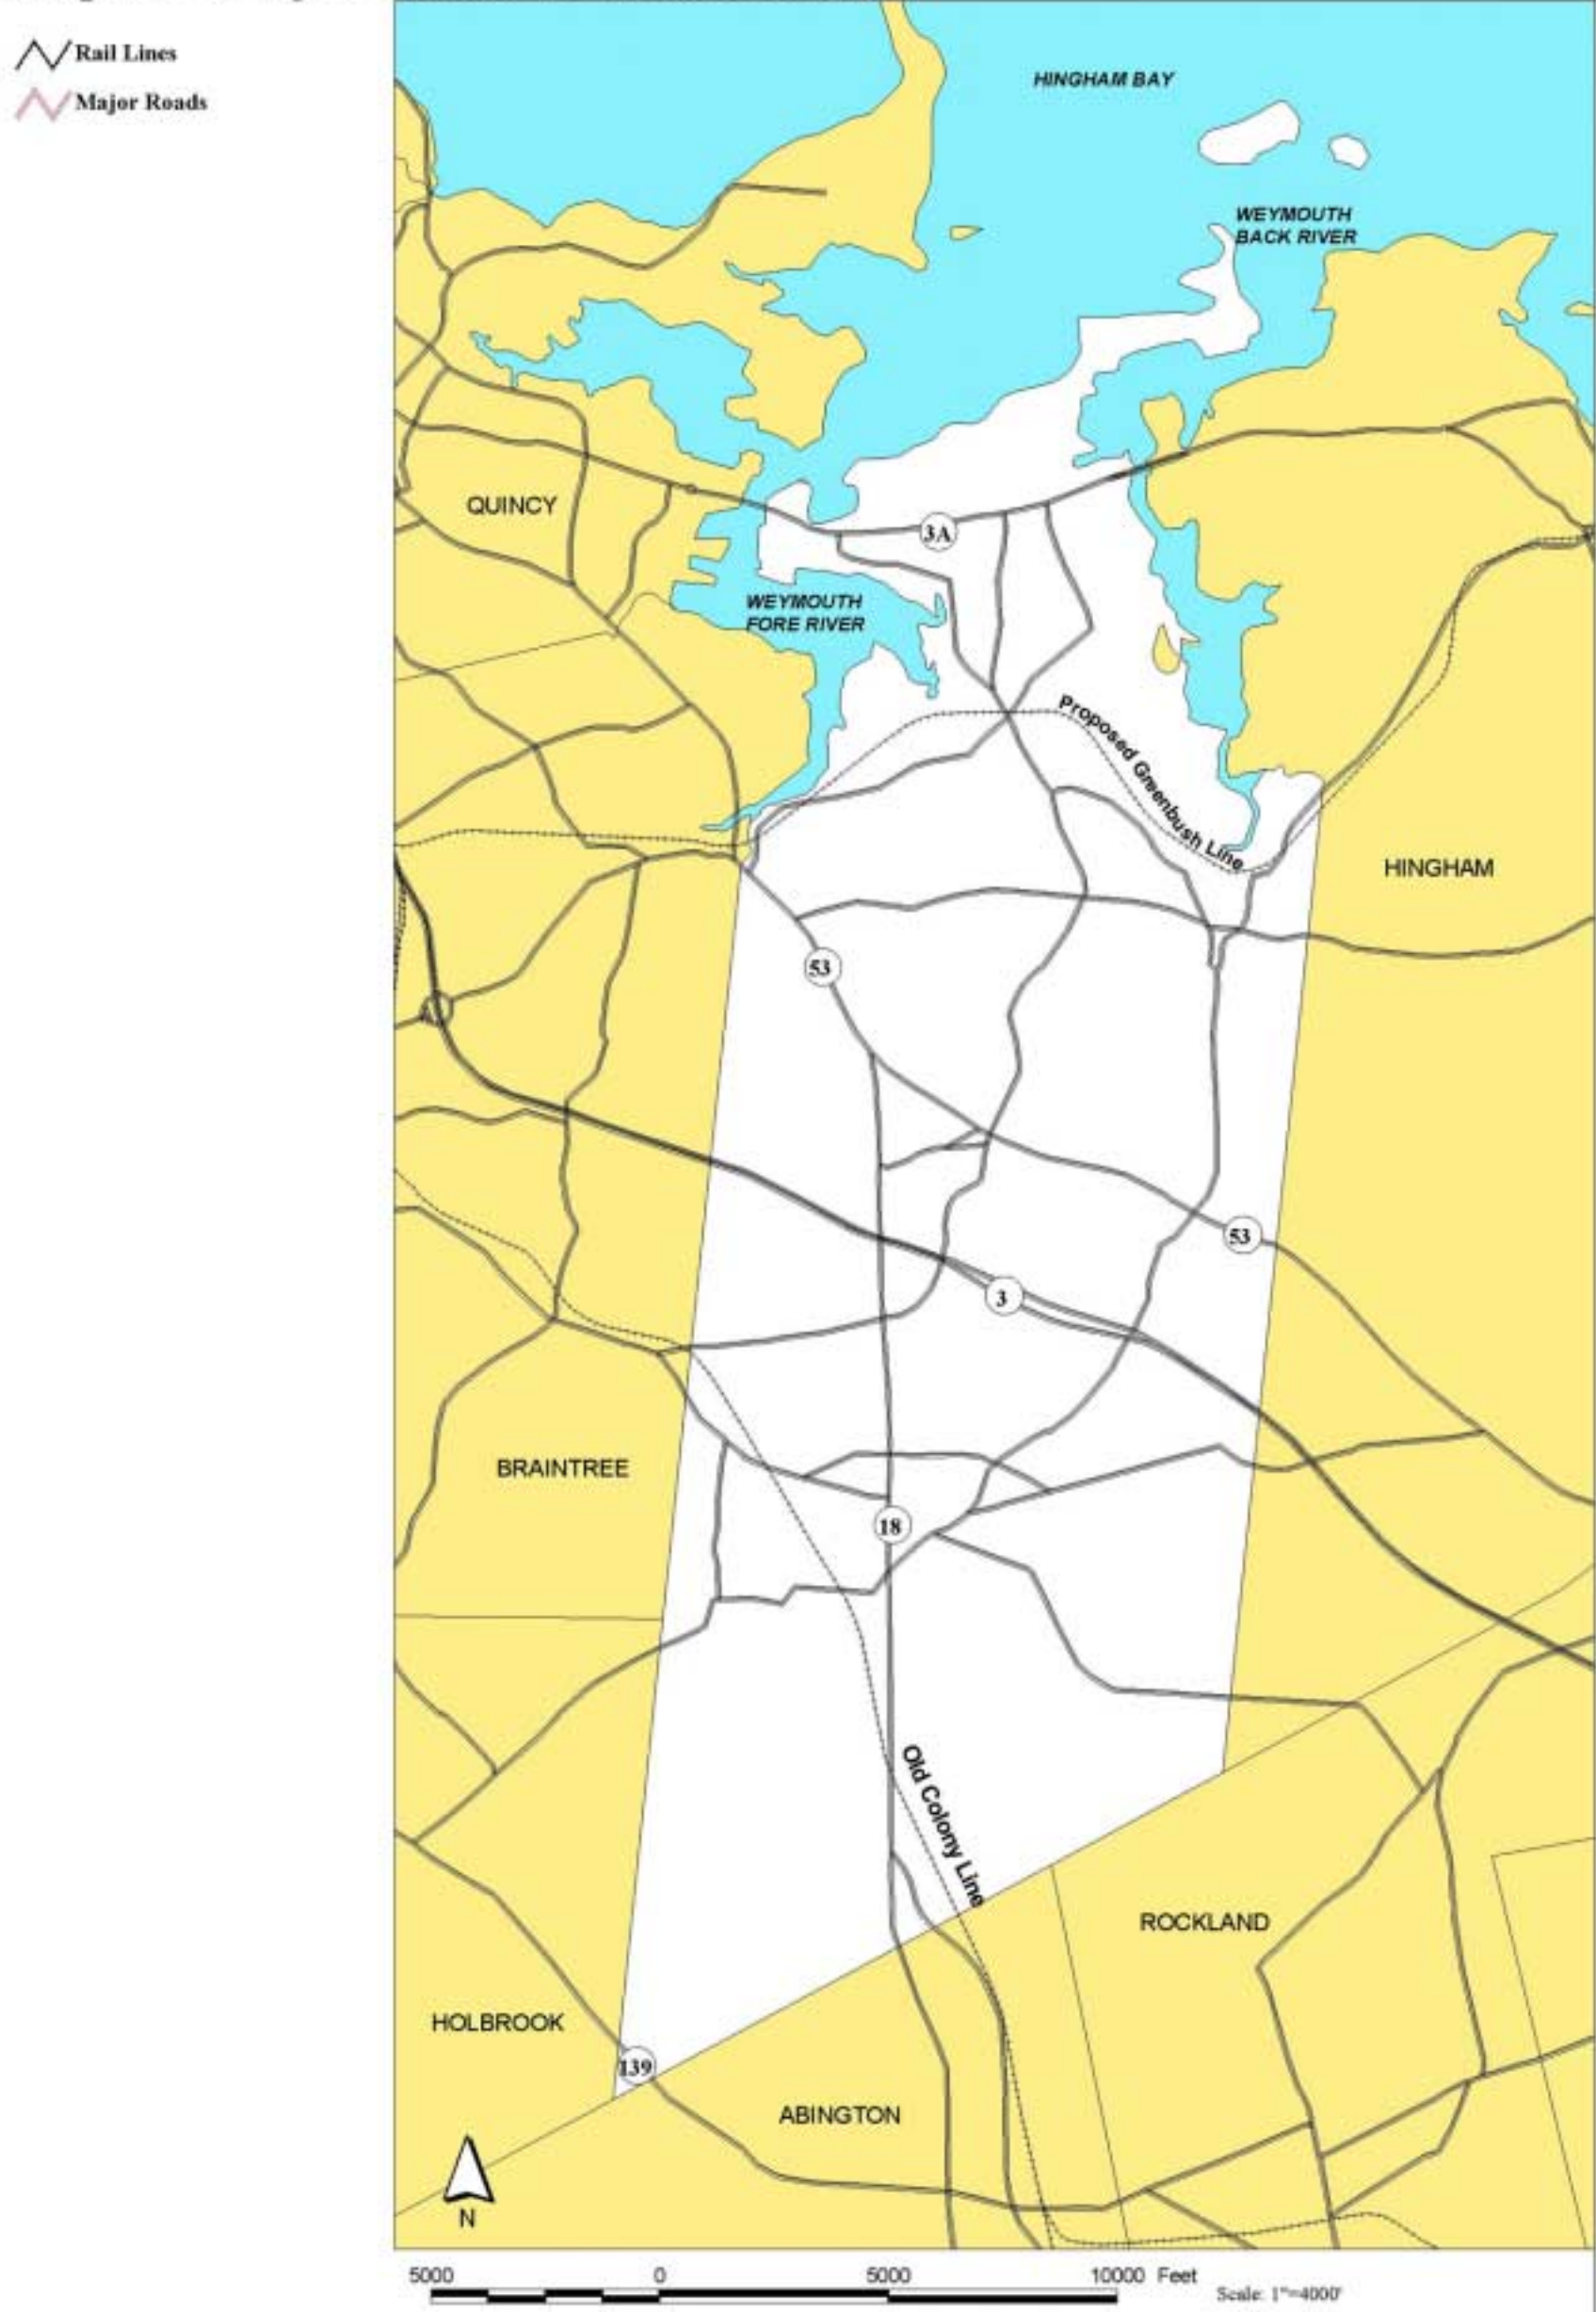 Rail Lines
Major Roads
HINGHAM BAY
WEYMOUTH
BACK RIVER
QUINCY
3A
WEYMOUTH
FORE RIVER
Proposed Greenbush Line
HINGHAM
53
53
3
BRAINTREE
18
Old Colony Line
ROCKLAND
HOLBROOK
139
ABINGTON
N
5000 0 5000 10000 Feet
Scale: 1"=4000'